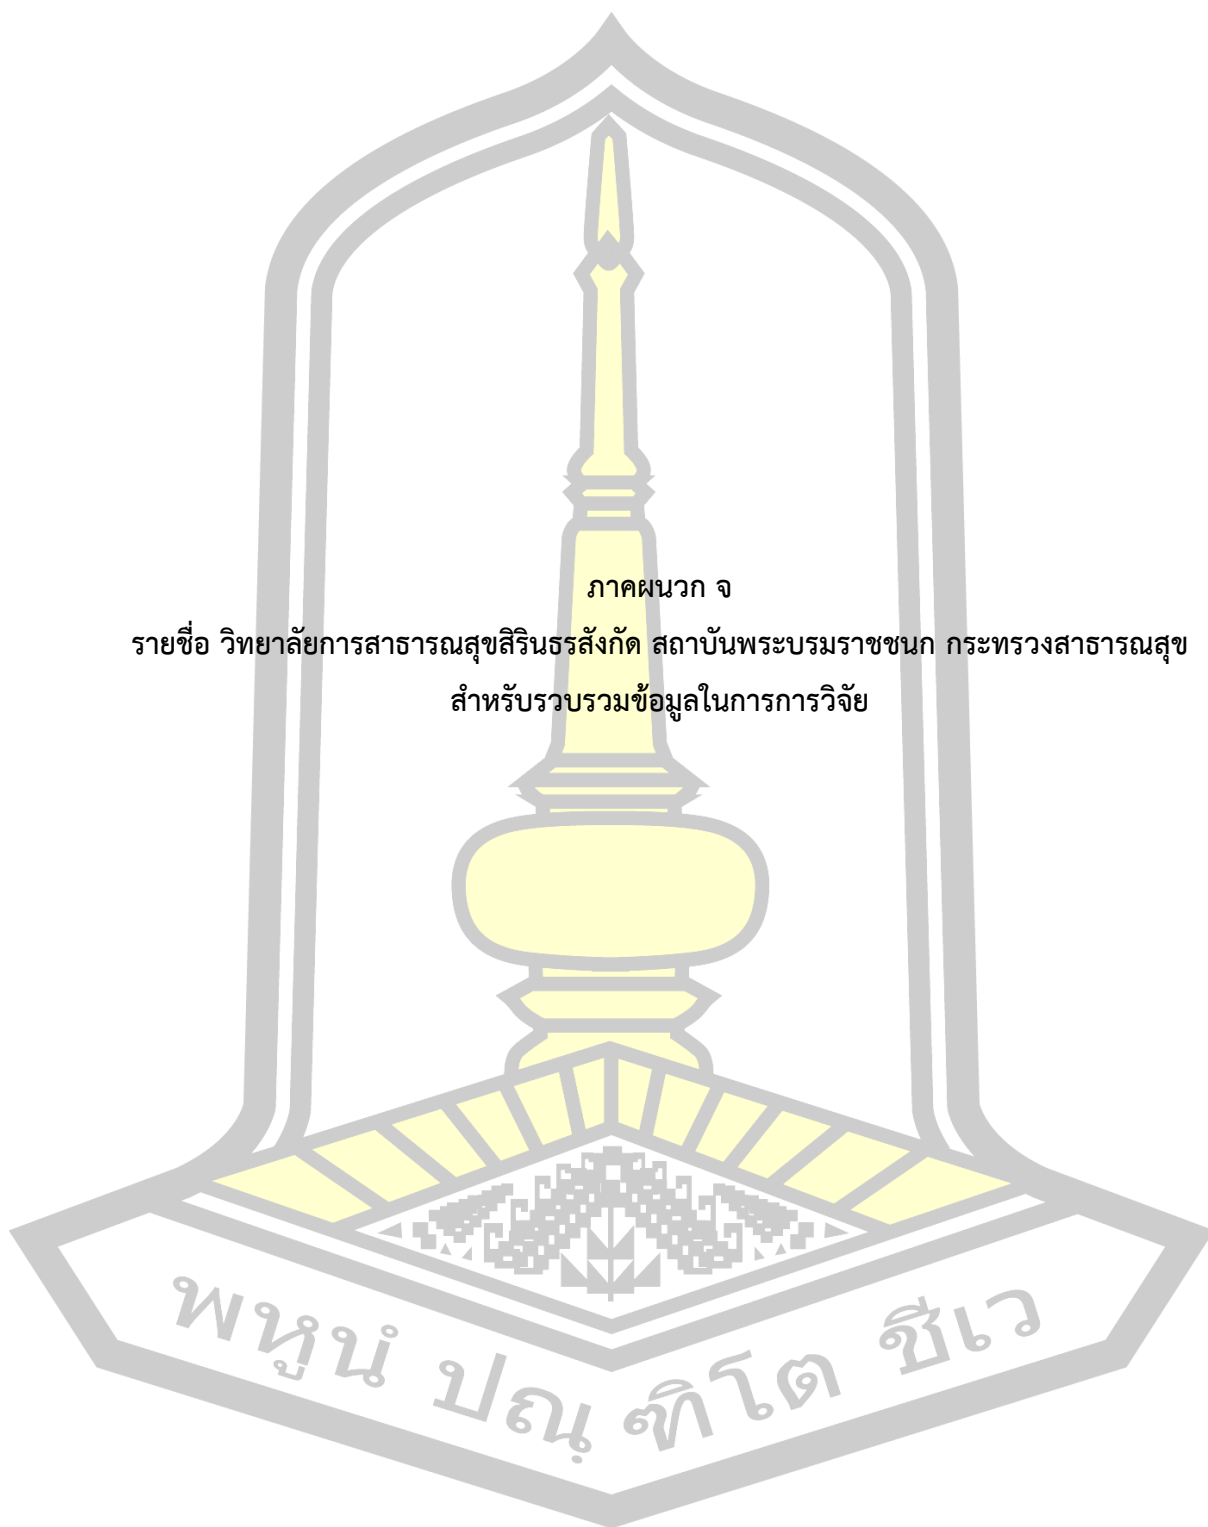 ภาคผนวก จ
รายชื่อ วิทยาลัยการสาธารณสุขสิรินธรสังกัด สถาบันพระบรมราชชนก กระทรวงสาธารณสุข
สำหรับรวบรวมข้อมูลในการการวิจัย
พหูนํ ปณฺฑิโต ชีเว